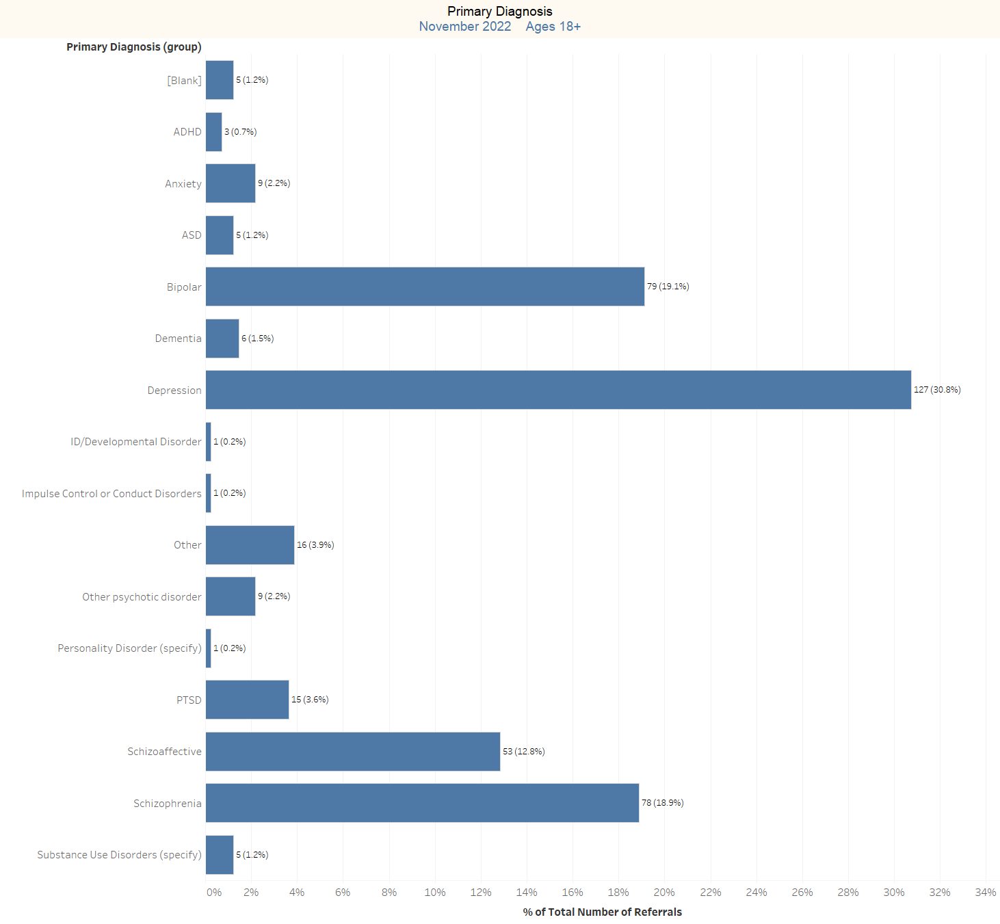 Primary Diagnosis
November 2022 Ages 18+
Primary Diagnosis (group)
[Blank] 5 (1.2%)
ADHD 3 (0.7%)
Anxiety 9 (2.2%)
ASD 5 (1.2%)
Bipolar 79 (19.1%)
Dementia 6 (1.5%)
Depression 127 (30.8%)
ID/Developmental Disorder 1 (0.2%)
Impulse Control or Conduct Disorders 1 (0.2%)
Other 16 (3.9%)
Other psychotic disorder 9 (2.2%)
Personality Disorder (specify) 1 (0.2%)
PTSD 15 (3.6%)
Schizoaffective 53 (12.8%)
Schizophrenia 78 (18.9%)
Substance Use Disorders (specify) 5 (1.2%)
0% 2% 4% 6% 8% 10% 12% 14% 16% 18% 20% 22% 24% 26% 28% 30% 32% 34%
% of Total Number of Referrals